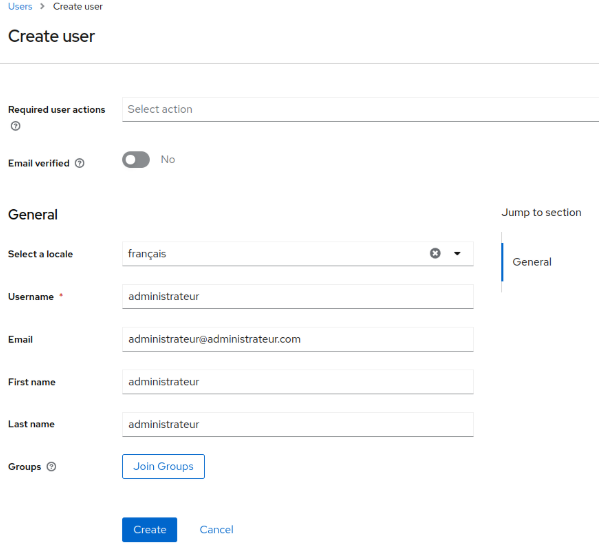 Users > Create user
Create user
Required user actions
Select action
Email verified
No
General
Jump to section
General
Select a locale
français
Username *
administrateur
Email
administrateur@administrateur.com
First name
administrateur
Last name
administrateur
Groups
Join Groups
Create
Cancel